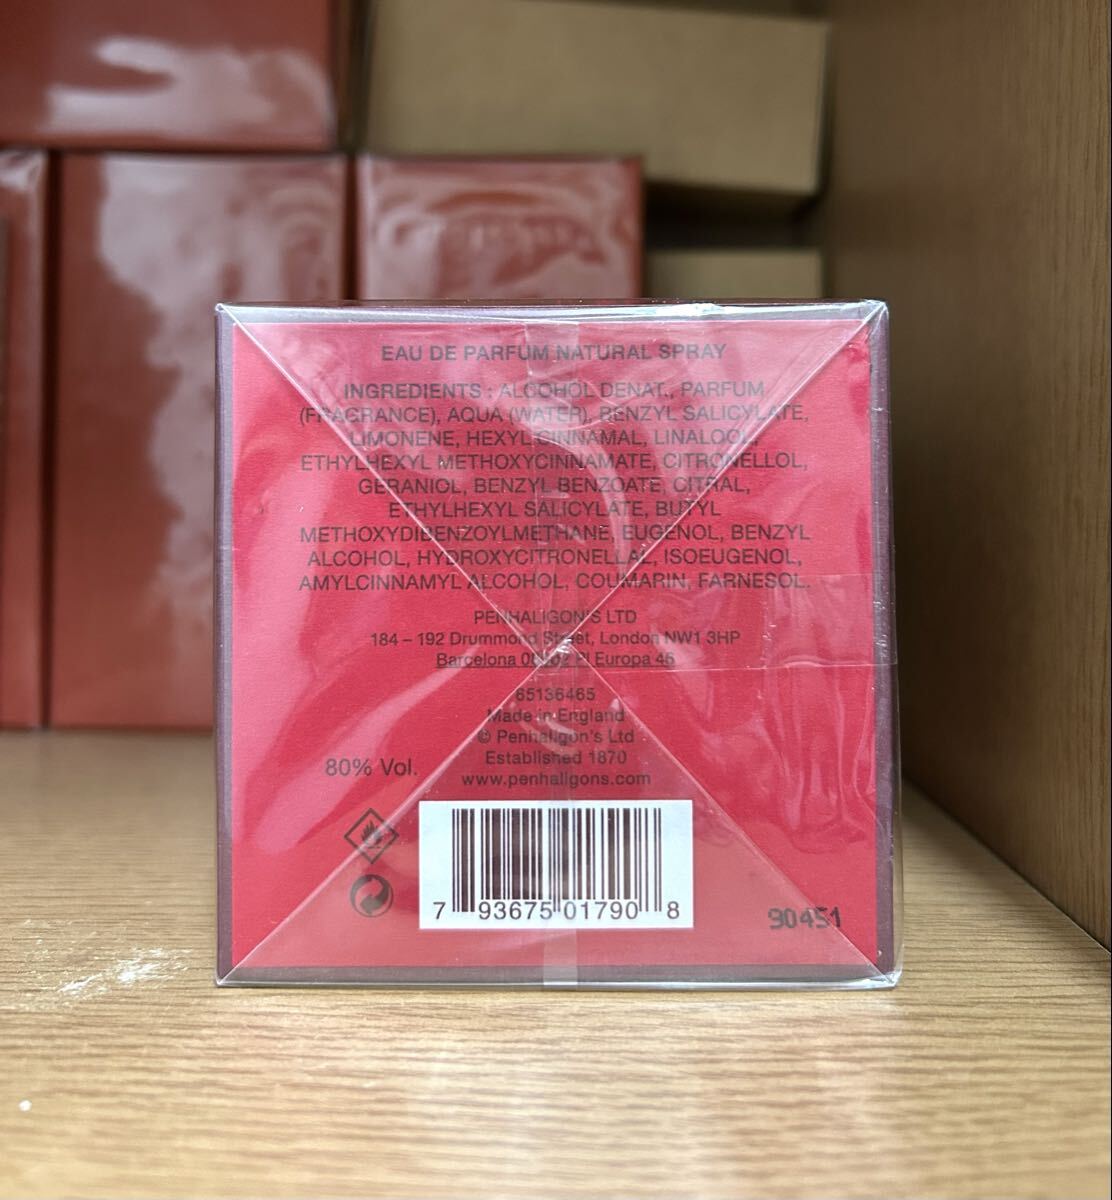 EAU DE PARFUM NATURAL SPRAY
INGREDIENTS : ALCOHOL DENAT., PARFUM
(FRAGRANCE), AQUA (WATER), BENZYL SALICYLATE,
LIMONENE, HEXYL CINNAMAL, LINALOOL,
ETHYLHEXYL METHOXYCINNAMATE, CITRONELLOL,
GERANIOL, BENZYL BENZOATE, CITRAL,
ETHYLHEXYL SALICYLATE, BUTYL
METHOXYDIBENZOYLMETHANE, EUGENOL, BENZYL
ALCOHOL, HYDROXYCITRONELLAL, ISOEUGENOL,
AMYLCINNAMYL ALCOHOL, COUMARIN, FARNESOL.
PENHALIGON'S LTD
184 – 192 Drummond Street, London NW1 3HP
Barcelona Pl Europa 46
65136465
Made in England
© Penhaligon's Ltd
Established 1870
www.penhaligons.com
80% Vol.
7 93675 01790 8
90451